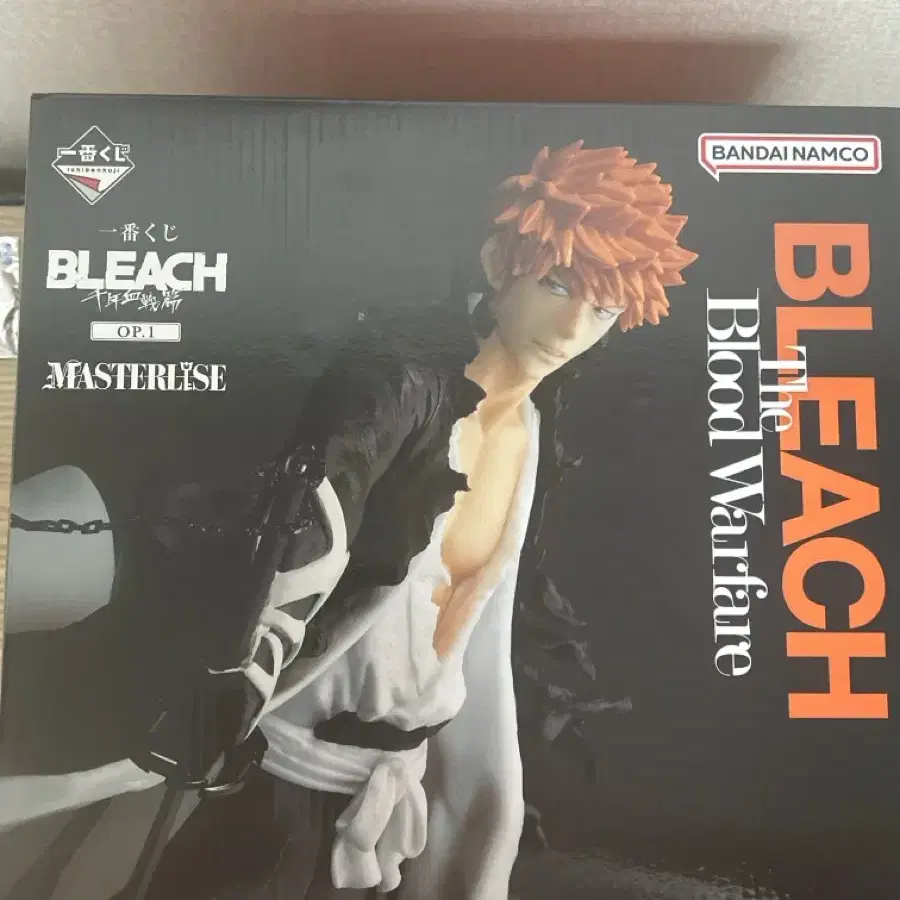 一番くじ
ichibankuji
一番くじ
BLEACH
千年血戦篇
OP.1
MASTERLISE
BANDAI NAMCO
BLEACH
The
Blood Warfare